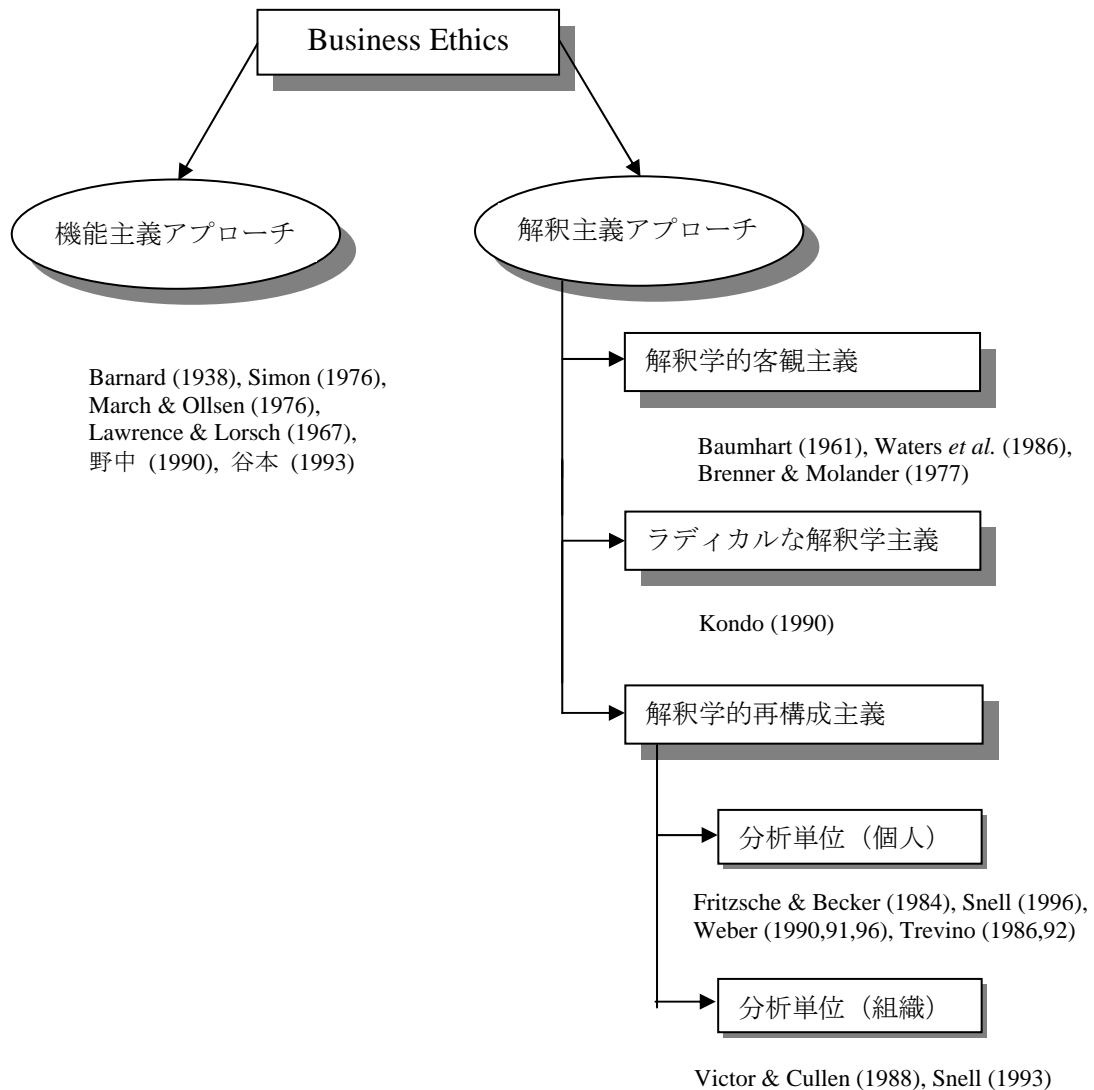 Business Ethics
機能主義アプローチ
解釈主義アプローチ
Barnard (1938), Simon (1976),
March & Ollsen (1976),
Lawrence & Lorsch (1967),
野中 (1990), 谷本 (1993)
解釈学的客観主義
Baumhart (1961), Waters et al. (1986),
Brenner & Molander (1977)
ラディカルな解釈学主義
Kondo (1990)
解釈学的再構成主義
分析単位（個人）
Fritzsche & Becker (1984), Snell (1996),
Weber (1990,91,96), Trevino (1986,92)
分析単位（組織）
Victor & Cullen (1988), Snell (1993)